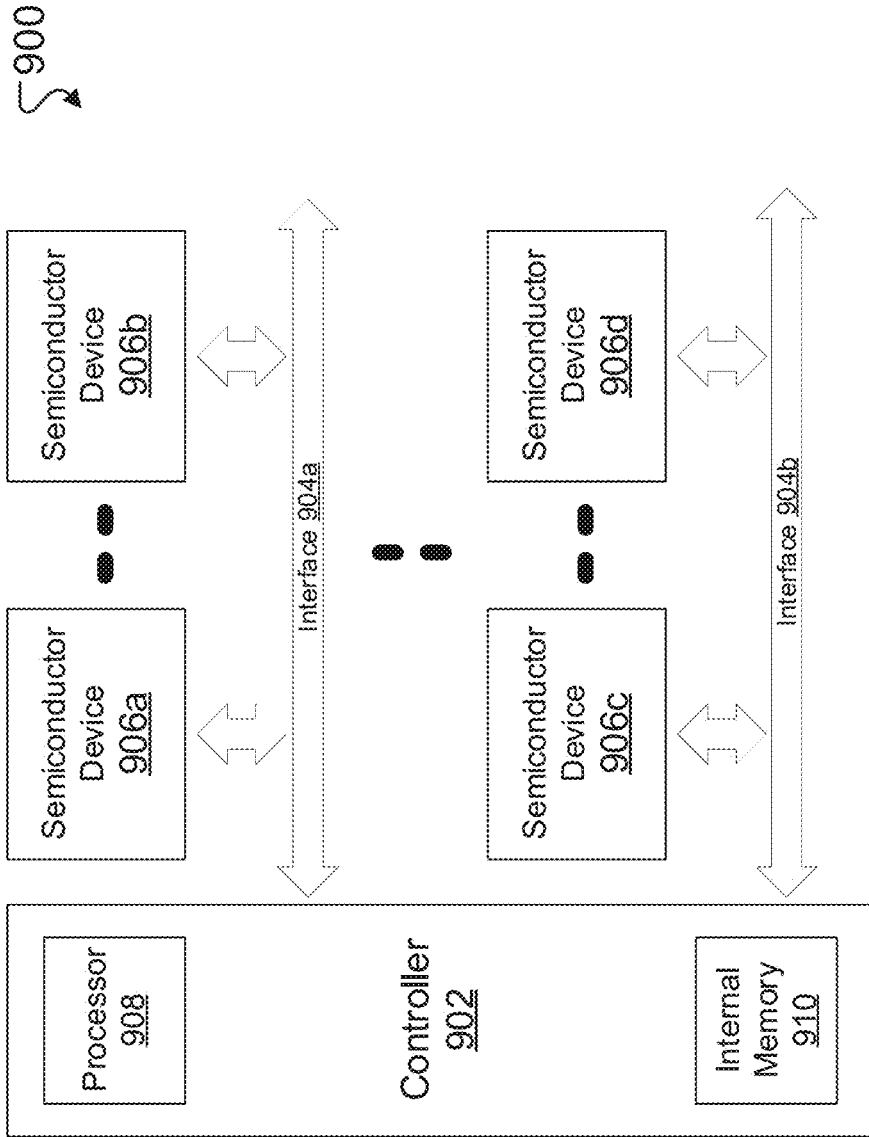 900
Processor
908
Controller
902
Internal
Memory
910
Semiconductor
Device
906a
Semiconductor
Device
906b
Interface 904a
Semiconductor
Device
906c
Semiconductor
Device
906d
Interface 904b